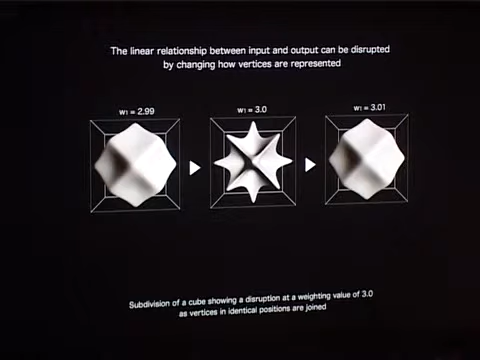 The linear relationship between input and output can be disrupted
by changing how vertices are represented
w₁ = 2.99
w₁ = 3.0
w₁ = 3.01
Subdivision of a cube showing a disruption at a weighting value of 3.0
as vertices in identical positions are joined